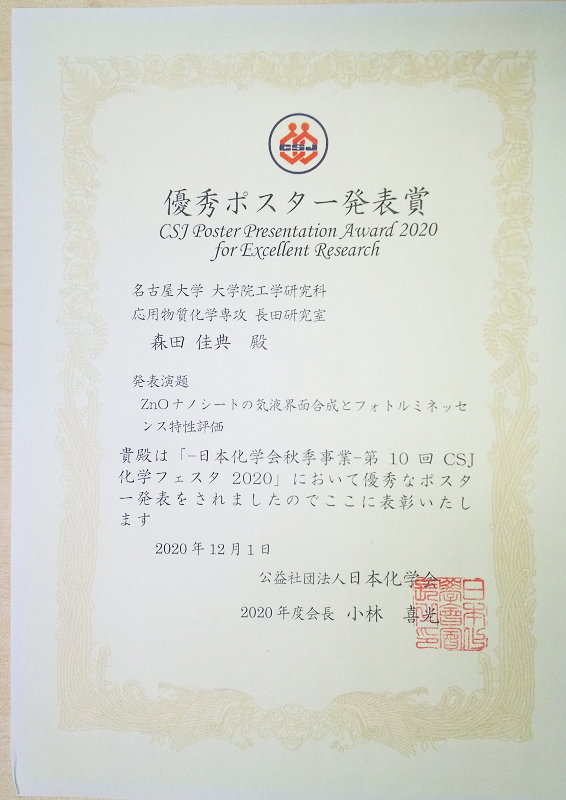 CSJ
優秀ポスター発表賞
CSJ Poster Presentation Award 2020
for Excellent Research
名古屋大学 大学院工学研究科
応用物質化学専攻 長田研究室
森田 佳典 殿
発表演題
ZnOナノシートの気液界面合成とフォトルミネッセ
ンス特性評価
貴殿は「-日本化学会秋季事業-第 10 回 CSJ
化学フェスタ 2020」において優秀なポスタ
ー発表をされましたのでここに表彰いたし
ます
2020 年 12 月 1 日
公益社団法人日本化学会
2020 年度会長 小林 喜光